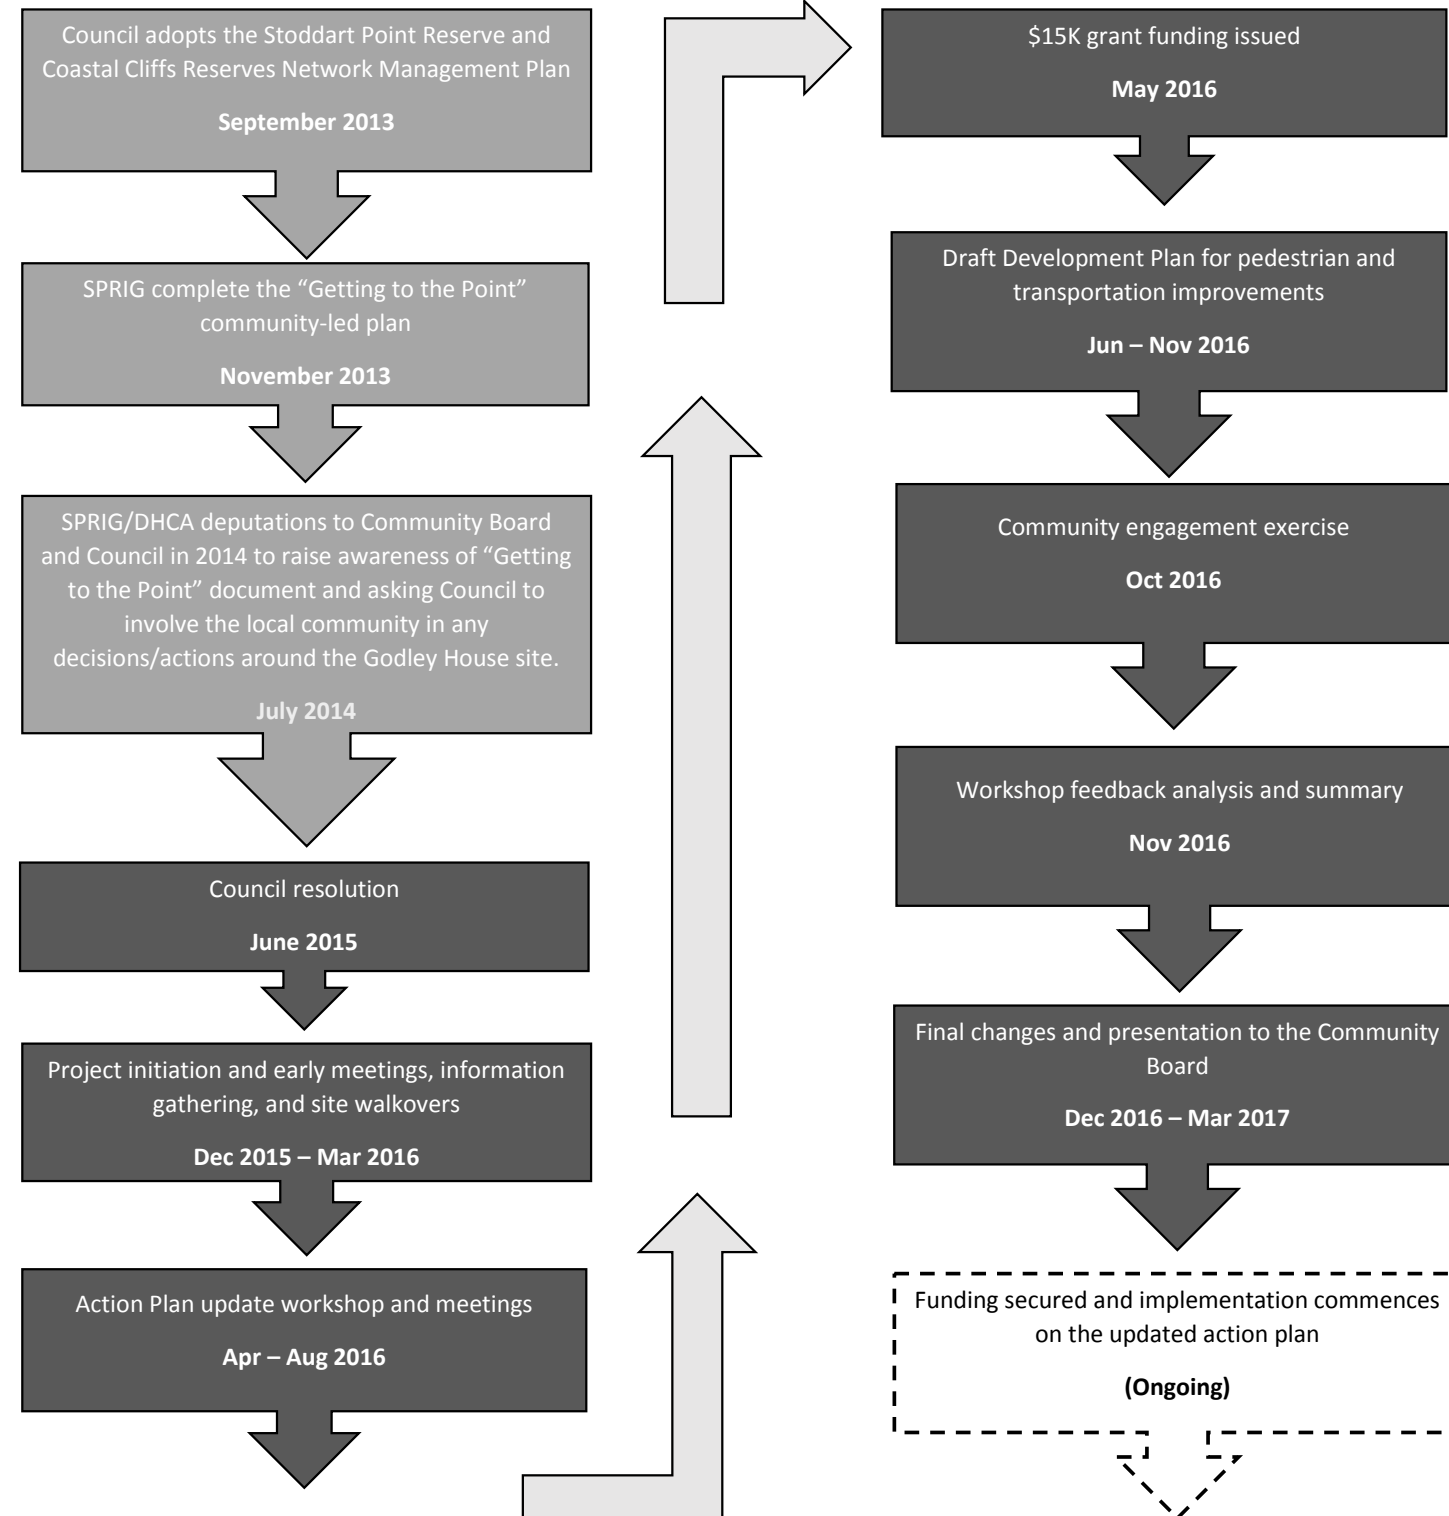 Council adopts the Stoddart Point Reserve and
Coastal Cliffs Reserves Network Management Plan
September 2013
SPRIG complete the “Getting to the Point”
community-led plan
November 2013
SPRIG/DHCA deputations to Community Board
and Council in 2014 to raise awareness of “Getting
to the Point” document and asking Council to
involve the local community in any
decisions/actions around the Godley House site.
July 2014
Council resolution
June 2015
Project initiation and early meetings, information
gathering, and site walkovers
Dec 2015 – Mar 2016
Action Plan update workshop and meetings
Apr – Aug 2016
$15K grant funding issued
May 2016
Draft Development Plan for pedestrian and
transportation improvements
Jun – Nov 2016
Community engagement exercise
Oct 2016
Workshop feedback analysis and summary
Nov 2016
Final changes and presentation to the Community
Board
Dec 2016 – Mar 2017
Funding secured and implementation commences
on the updated action plan
(Ongoing)